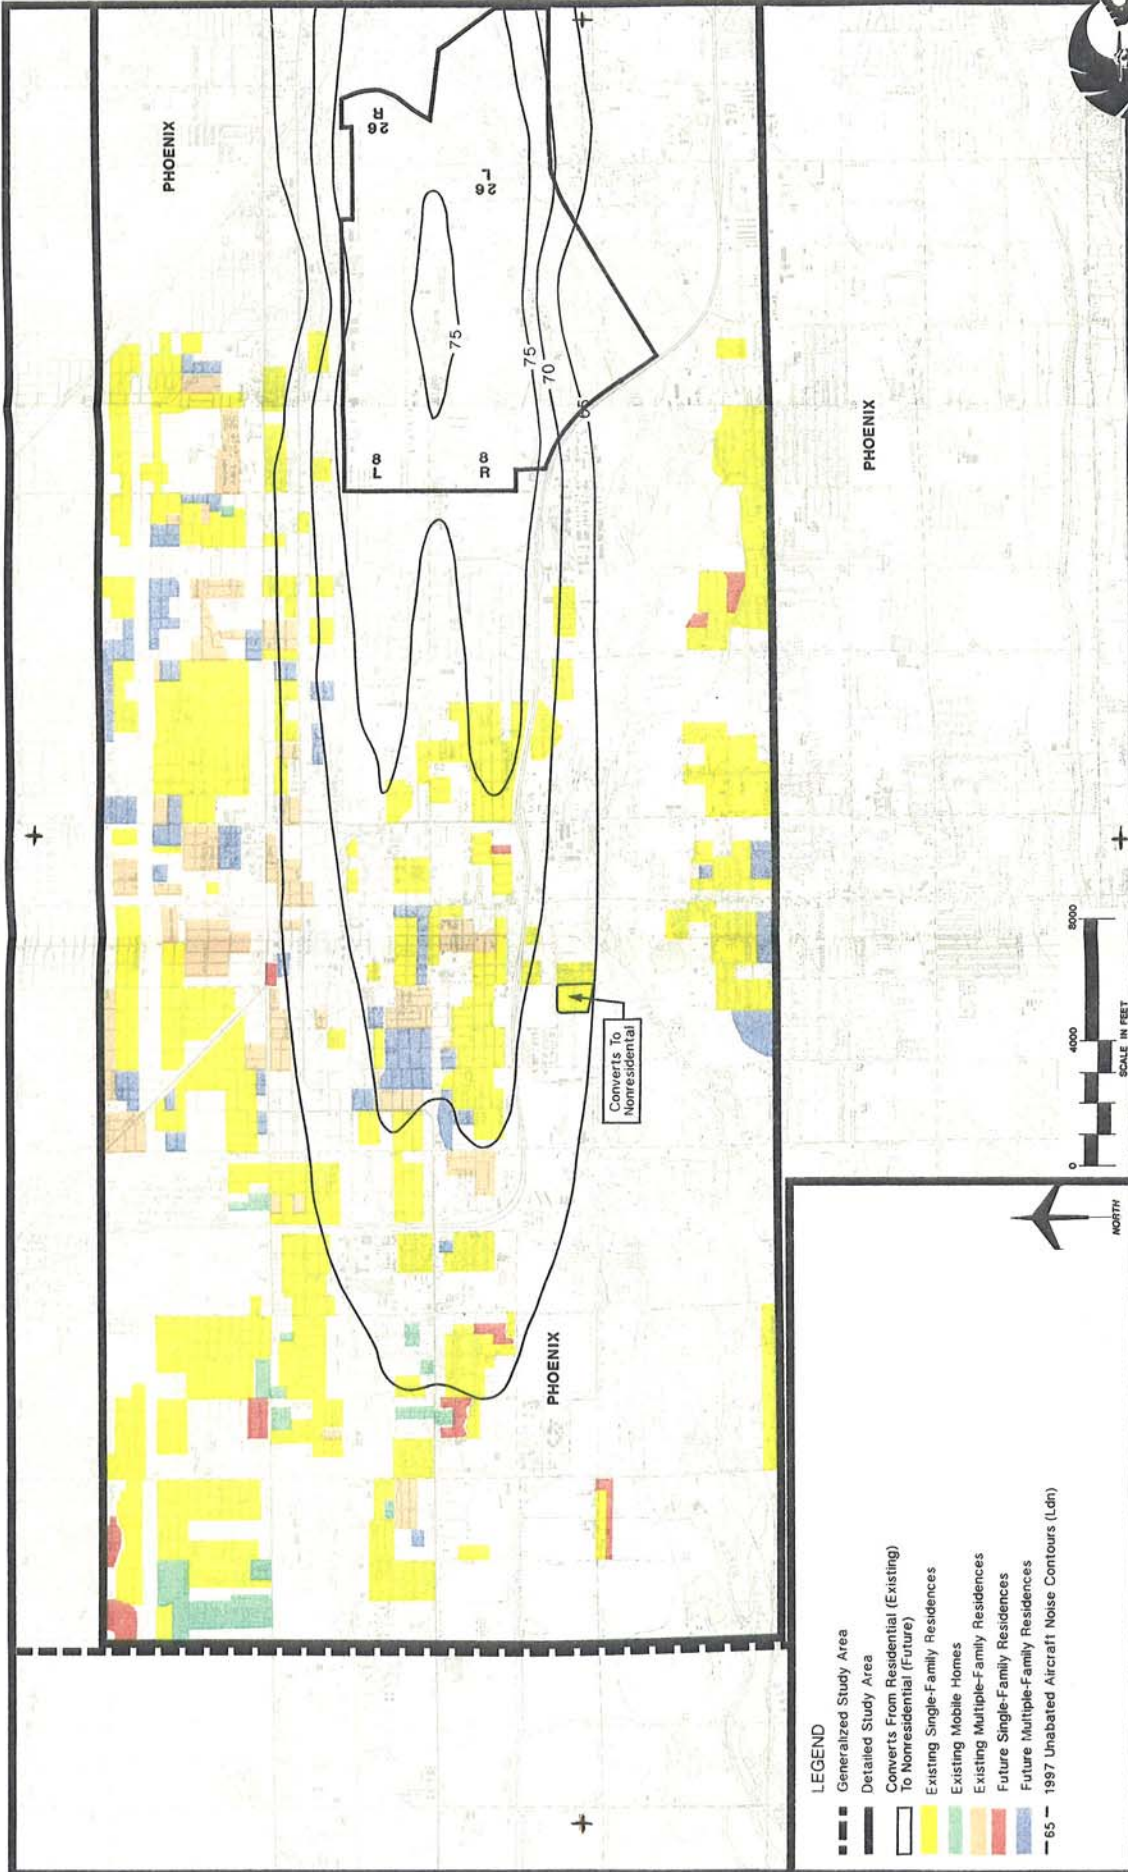 PHOENIX
26
R
26
L
75
75
70
65
8
L
8
R
PHOENIX
Converts To
Nonresidental
PHOENIX
0
4000
8000
SCALE IN FEET
NORTH
LEGEND
Generalized Study Area
Detailed Study Area
Converts From Residential (Existing)
To Nonresidential (Future)
Existing Single-Family Residences
Existing Mobile Homes
Existing Multiple-Family Residences
Future Single-Family Residences
Future Multiple-Family Residences
65 1997 Unabated Aircraft Noise Contours (Ldn)